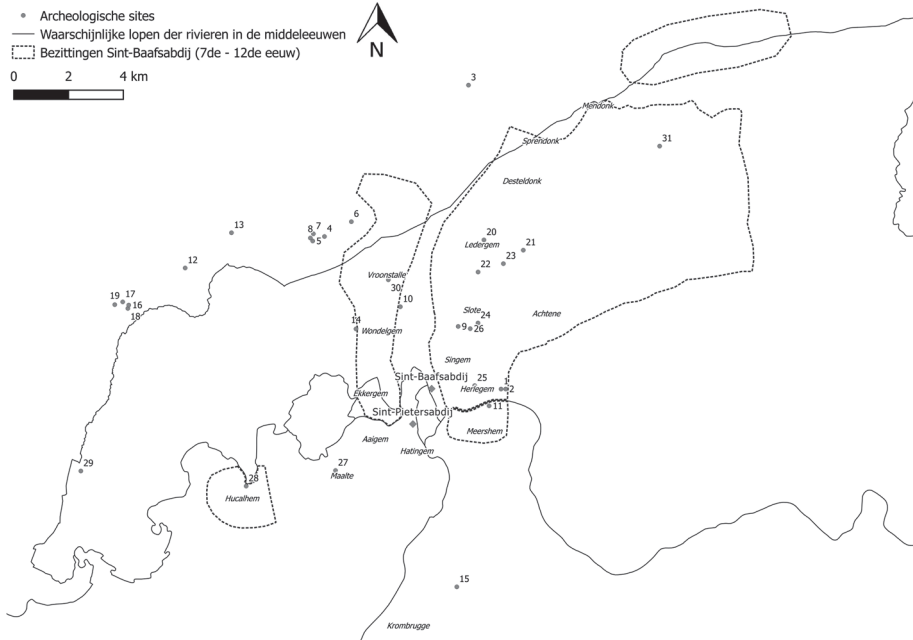 Archeologische sites
Waarschijnlijke lopen der rivieren in de middeleeuwen
Bezittingen Sint-Baafsabdij (7de - 12de eeuw)
0 2 4 km
N
3
Mendonk
Sprendonk
31
Desteldonk
6
13
8 7 4
5
20
Ledergem
21
12
23
22
Vroonstalle
30
19 17
16
18
10
Slote
24
Achtene
14
Wondelgem
9 26
Singem
Sint-Baafsabdij
25
1
Herlegem
2
Ekkergem
11
Sint-Pietersabdij
Meershem
Aaigem
Hatingem
29
27
Maalte
28
Hucalhem
15
Krombrugge